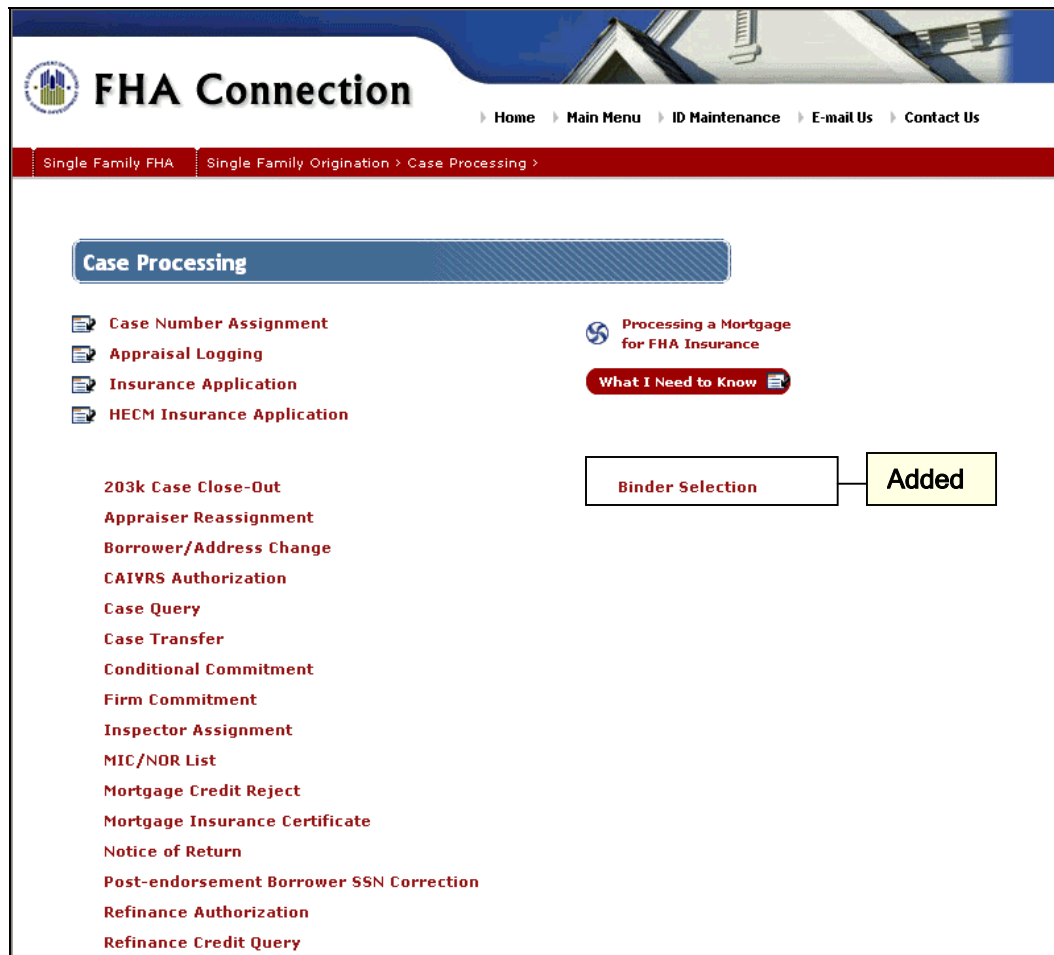 FHA Connection
Home Main Menu ID Maintenance E-mail Us Contact Us
Single Family FHA Single Family Origination > Case Processing >
Case Processing
Case Number Assignment
Appraisal Logging
Insurance Application
HECM Insurance Application
Processing a Mortgage
for FHA Insurance
What I Need to Know
203k Case Close-Out
Appraiser Reassignment
Borrower/Address Change
CAIVRS Authorization
Case Query
Case Transfer
Conditional Commitment
Firm Commitment
Inspector Assignment
MIC/NOR List
Mortgage Credit Reject
Mortgage Insurance Certificate
Notice of Return
Post-endorsement Borrower SSN Correction
Refinance Authorization
Refinance Credit Query
Binder Selection
Added